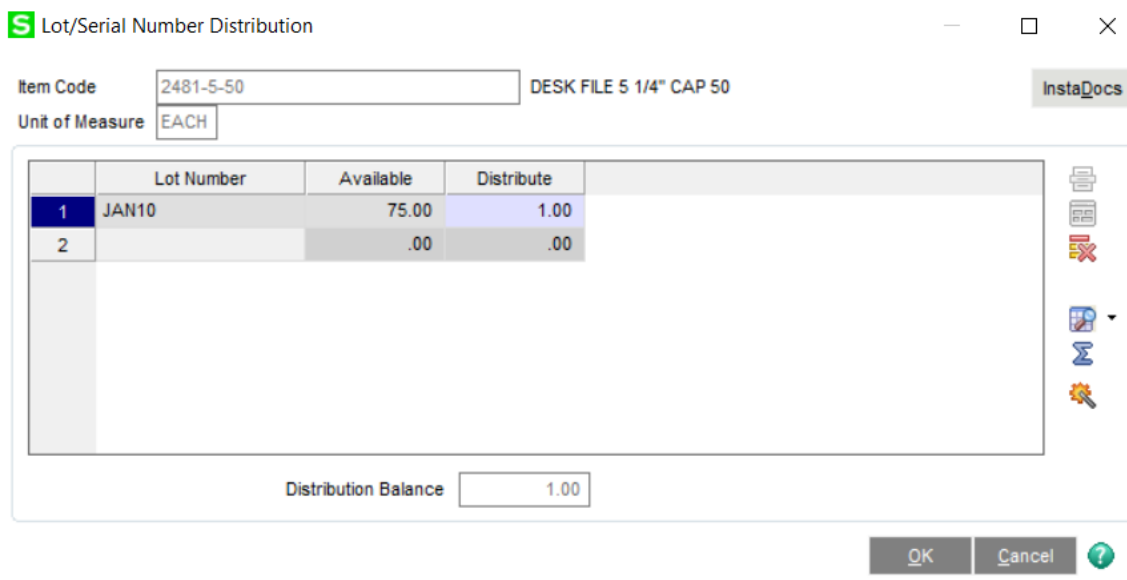 S Lot/Serial Number Distribution
Item Code 2481-5-50 DESK FILE 5 1/4" CAP 50 InstaDocs
Unit of Measure EACH
Lot Number Available Distribute
1 JAN10 75.00 1.00
2 .00 .00
Distribution Balance 1.00
OK Cancel ?